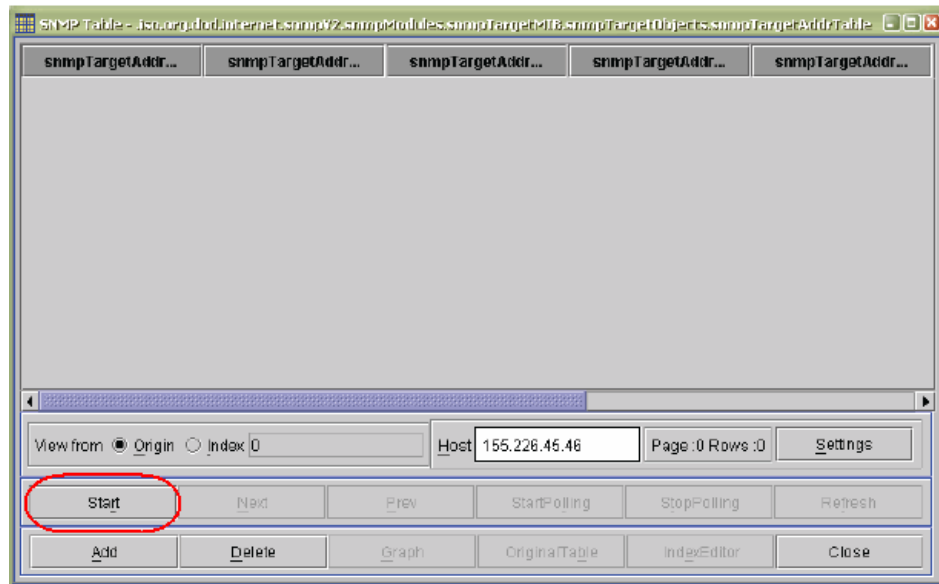 SNMP Table - .iso.org.dod.internet.snmpV2.snmpModules.snmpTargetMIB.snmpTargetObjects.snmpTargetAddrTable
snmpTargetAddr... snmpTargetAddr... snmpTargetAddr... snmpTargetAddr... snmpTargetAddr...
View from Origin Index 0 Host 155.226.45.46 Page :0 Rows :0 Settings
Start Next Prev StartPolling StopPolling Refresh
Add Delete Graph OriginalTable IndexEditor Close